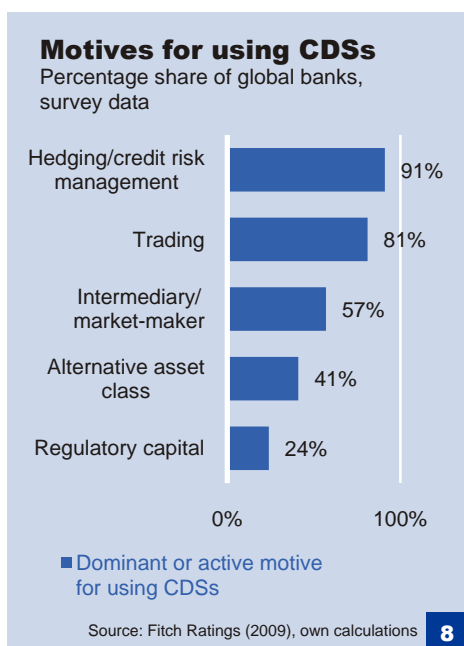 Motives for using CDSs
Percentage share of global banks,
survey data
Hedging/credit risk
management
91%
Trading
81%
Intermediary/
market-maker
57%
Alternative asset
class
41%
Regulatory capital
24%
0%
100%
Dominant or active motive
for using CDSs
Source: Fitch Ratings (2009), own calculations
8